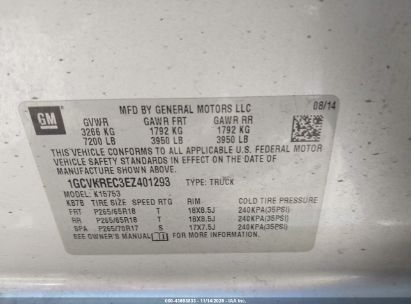 GM
MFD BY GENERAL MOTORS LLC 08/14
GVWR GAWR FRT GAWR RR
3266 KG 1792 KG 1792 KG
7200 LB 3950 LB 3950 LB
THIS VEHICLE CONFORMS TO ALL APPLICABLE U.S. FEDERAL MOTOR
VEHICLE SAFETY STANDARDS IN EFFECT ON THE DATE OF
MANUFACTURE SHOWN ABOVE.
1GCVKREC3EZ401293 TYPE: TRUCK
MODEL: K15753
KBTB TIRE SIZE SPEED RTG RIM COLD TIRE PRESSURE
FRT P265/65R18 T 18X8.5J 240KPA(35PSI)
RR P265/65R18 T 18X8.5J 240KPA(35PSI)
SPA P265/70R17 S 17X7.5J 240KPA(35PSI)
SEE OWNER'S MANUAL FOR MORE INFORMATION.